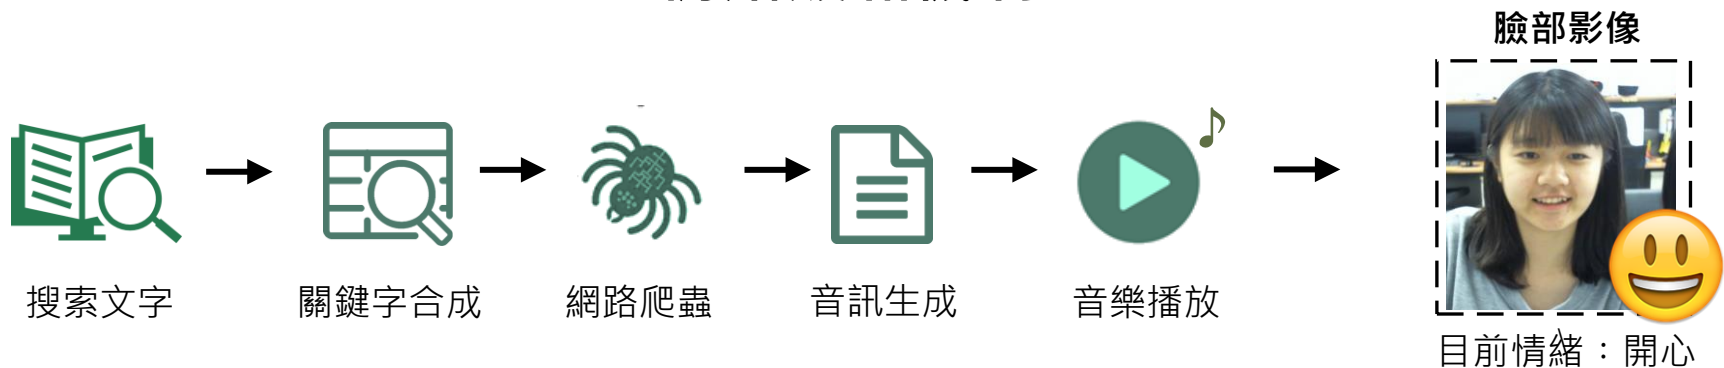 臉部影像
搜索文字
關鍵字合成
網路爬蟲
音訊生成
音樂播放
目前情緒：開心